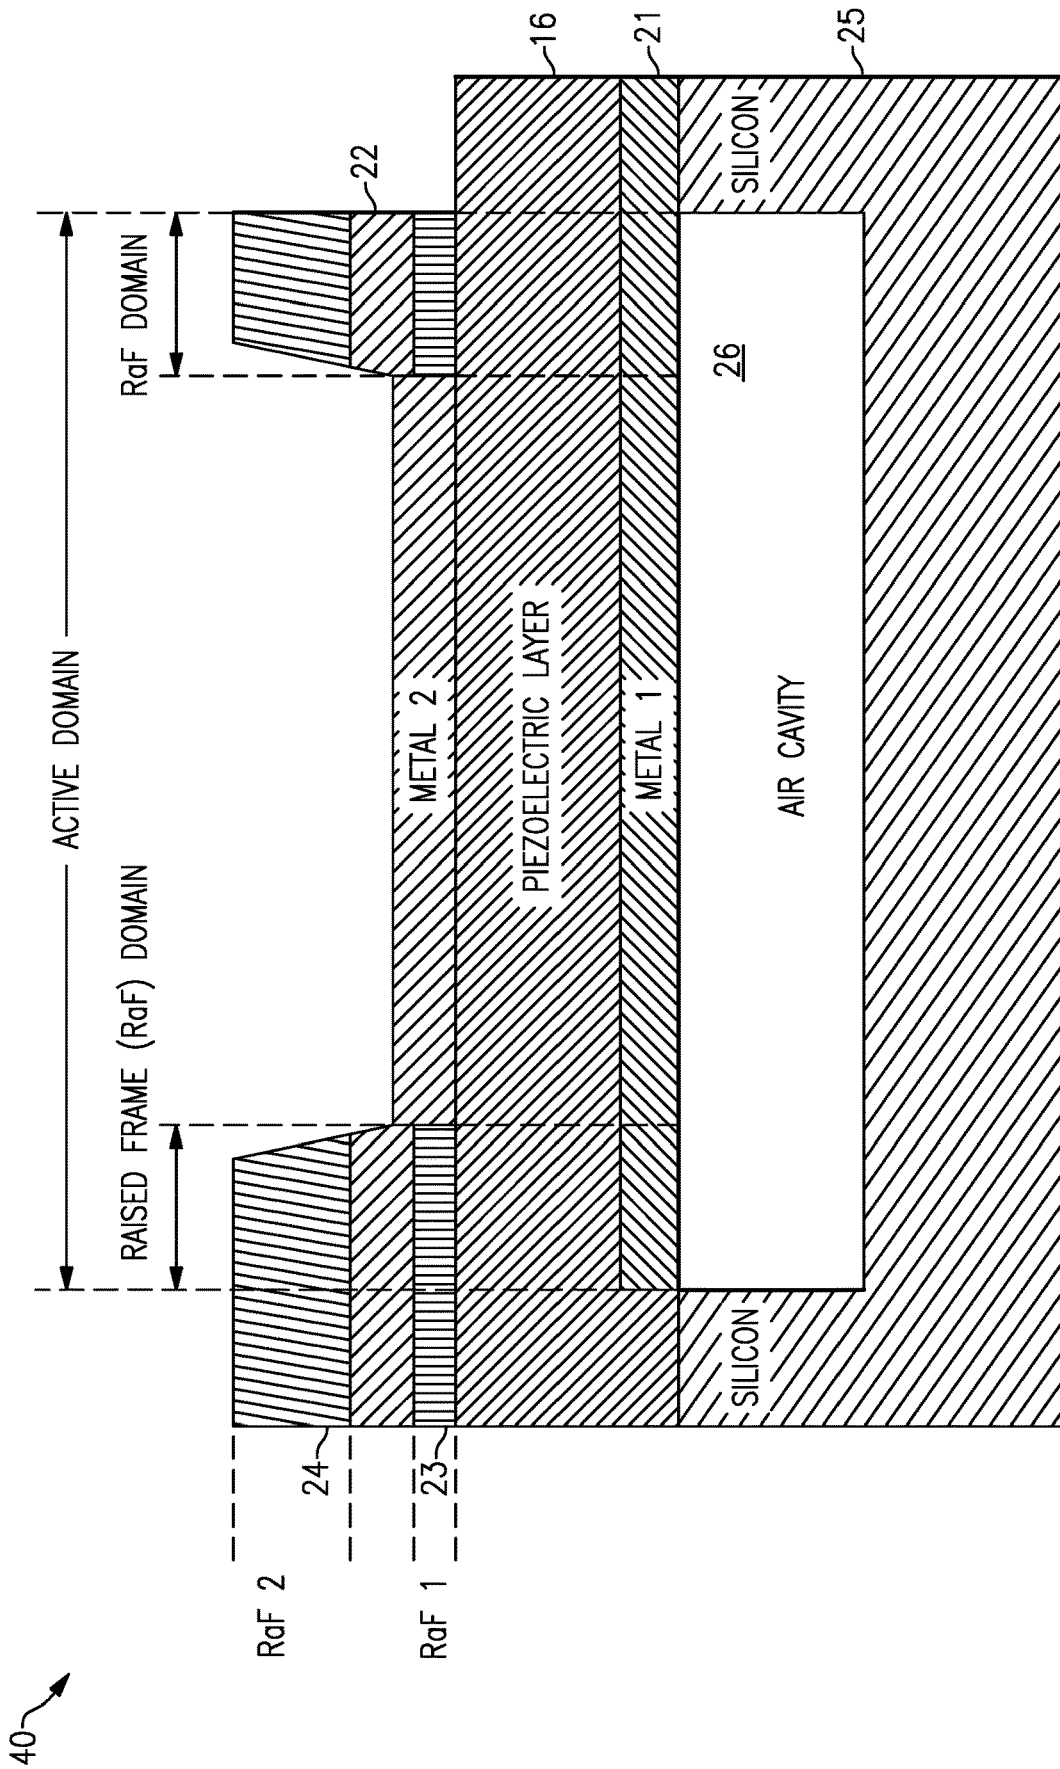 40
ACTIVE DOMAIN
RAISED FRAME (RaF) DOMAIN
RaF DOMAIN
RaF 2
24
22
RaF 1
23
METAL 2
PIEZOELECTRIC LAYER
16
METAL 1
21
SILICON
AIR CAVITY
26
SILICON
25